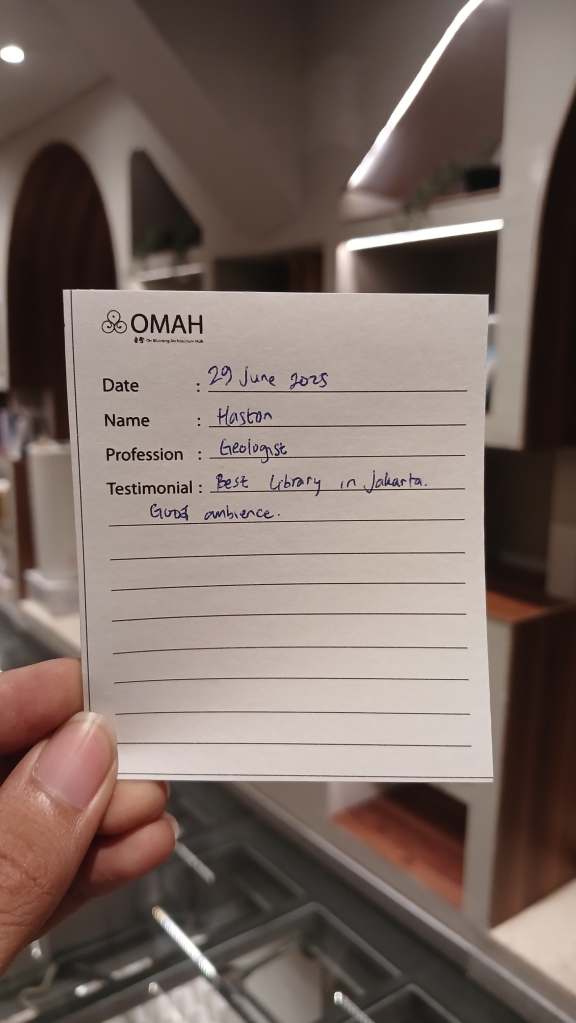 OMAH
Date : 29 June 2025
Name : Haston
Profession : Geologist
Testimonial : Best Library in Jakarta.
Good ambience.